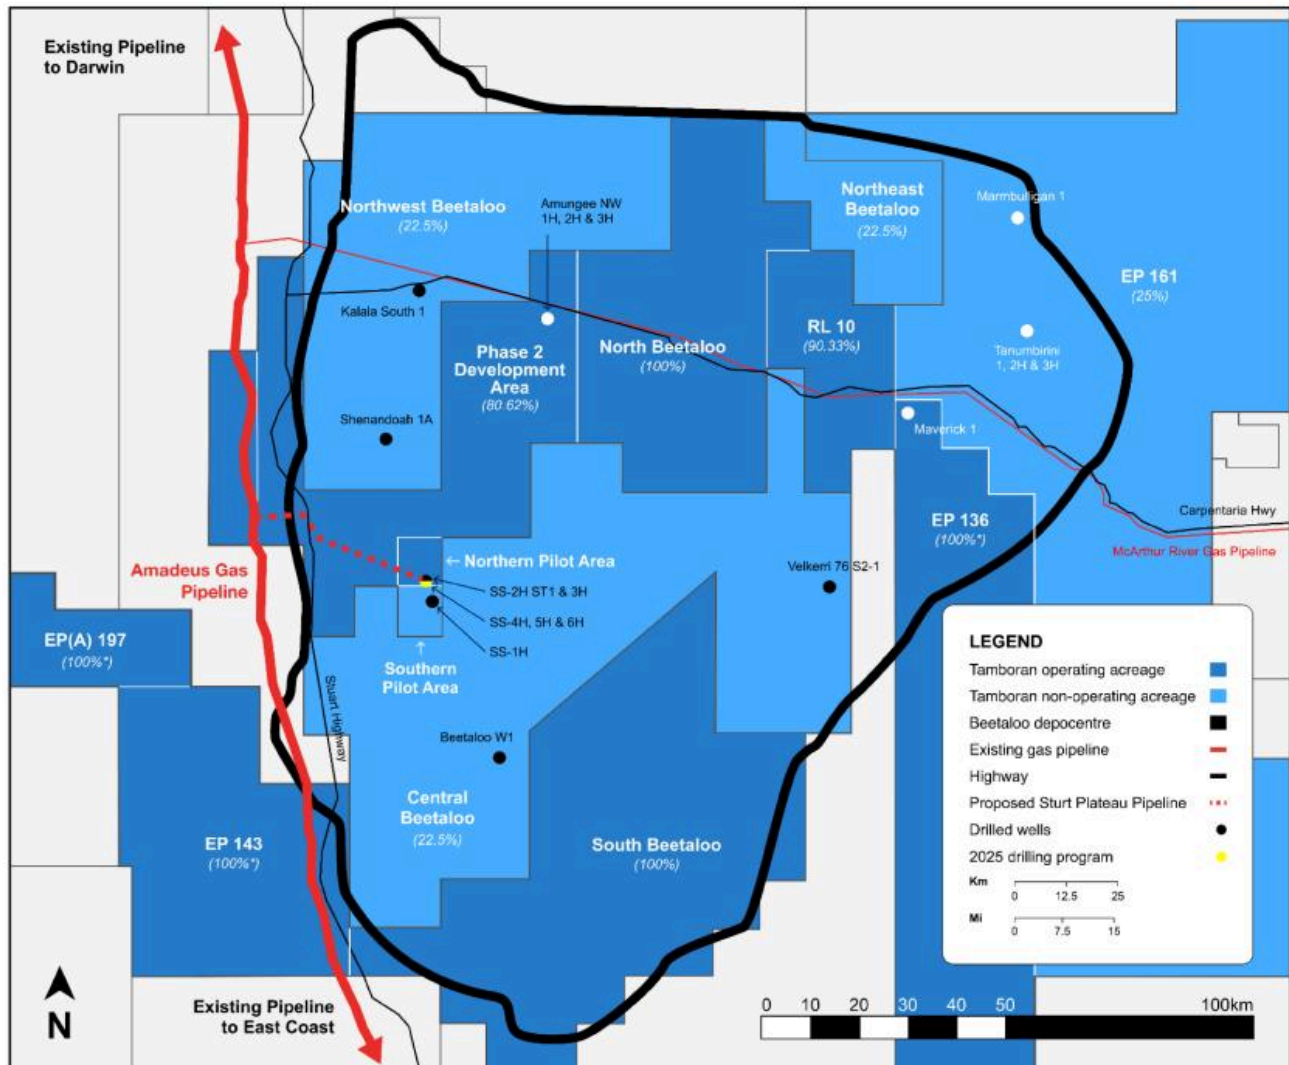 Existing Pipeline
to Darwin
Northwest Beetaloo
(22.5%)
Amungee NW
1H, 2H & 3H
Northeast
Beetaloo
(22.5%)
Marmbulligan 1
EP 161
(25%)
Kalala South 1
Phase 2
Development
Area
(80.62%)
North Beetaloo
(100%)
RL 10
(90.33%)
Tanumbirini
1, 2H & 3H
Shenandoah 1A
Maverick 1
Carpentaria Hwy
McArthur River Gas Pipeline
EP 136
(100%*)
Amadeus Gas
Pipeline
← Northern Pilot Area
SS-2H ST1 & 3H
SS-4H, 5H & 6H
SS-1H
Velkerri 76 S2-1
EP(A) 197
(100%*)
↑
Southern
Pilot Area
Stuart Highway
Beetaloo W1
Central
Beetaloo
(22.5%)
EP 143
(100%*)
South Beetaloo
(100%)
LEGEND
Tamboran operating acreage
Tamboran non-operating acreage
Beetaloo depocentre
Existing gas pipeline
Highway
Proposed Sturt Plateau Pipeline
Drilled wells
2025 drilling program
Km
0 12.5 25
Mi
0 7.5 15
N
Existing Pipeline
to East Coast
0 10 20 30 40 50 100km